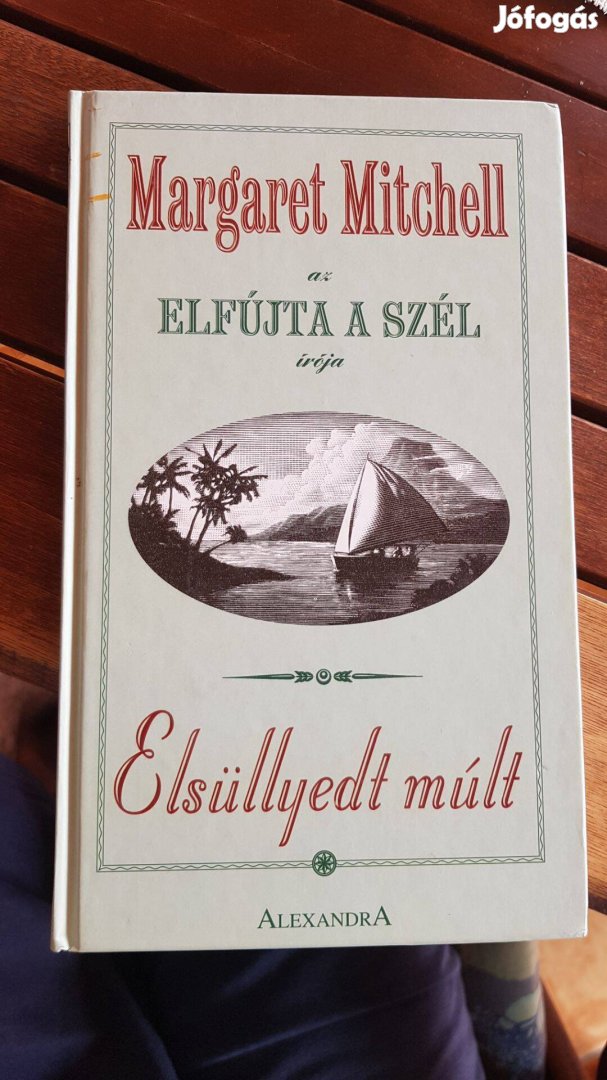 Jófogás
Margaret Mitchell
az
ELFÚJTA A SZÉL
írója
Elsüllyedt múlt
ALEXANDRA